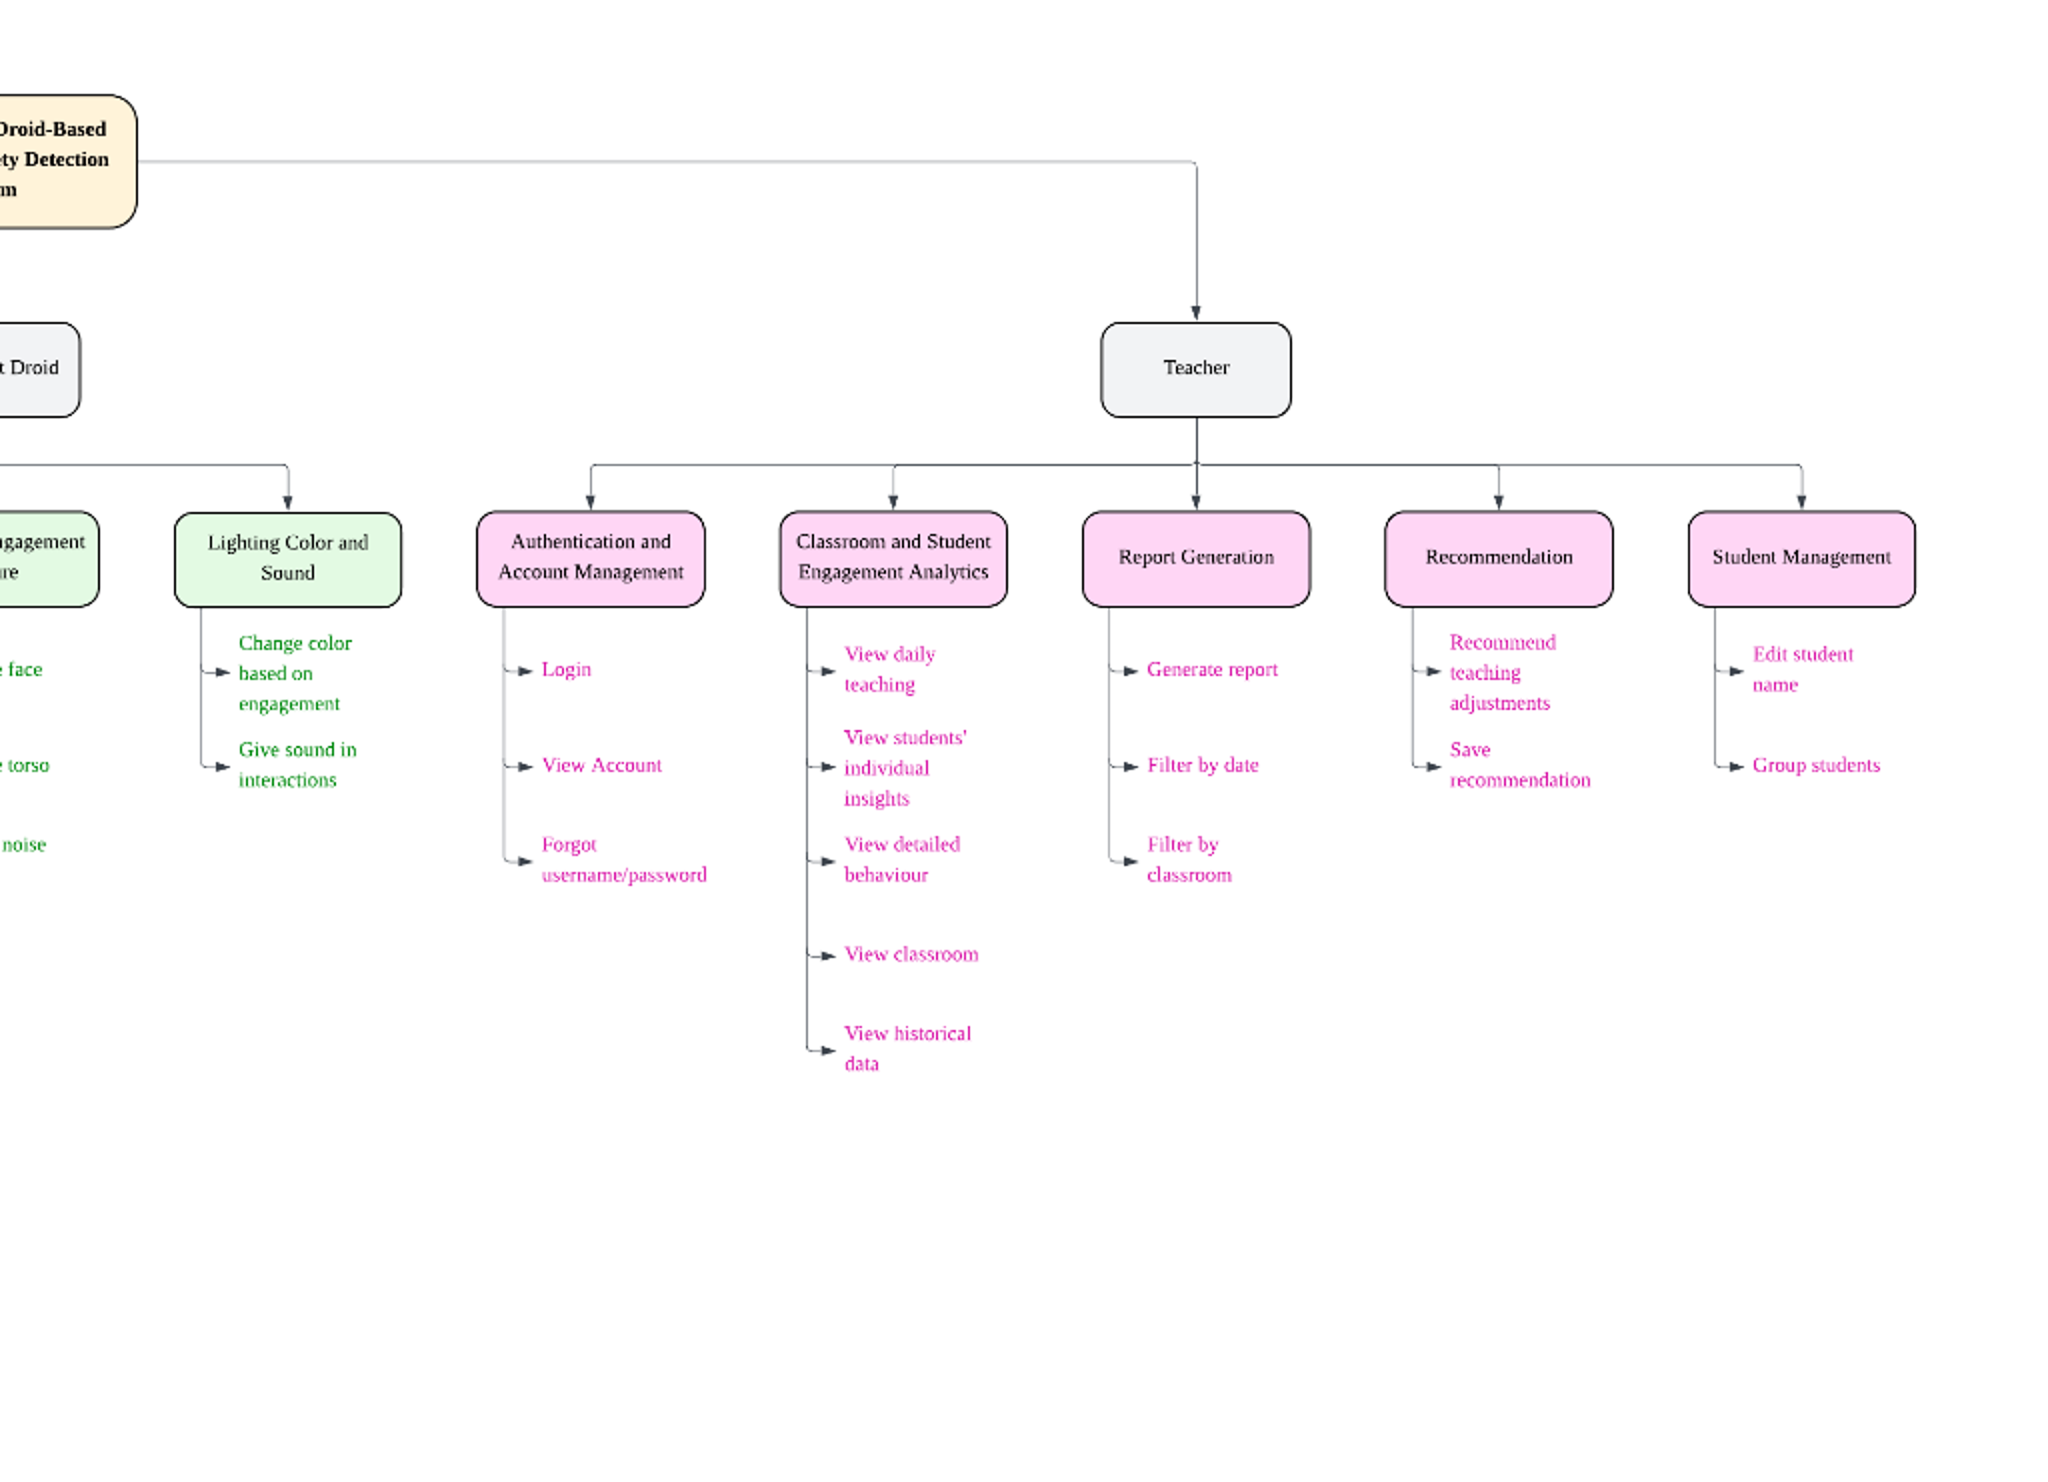 Droid-Based
Detection
Droid
Teacher
Lighting Color and
Sound
Authentication and
Account Management
Classroom and Student
Engagement Analytics
Report Generation
Recommendation
Student Management
face
torso
noise
Change color
based on
engagement
Give sound in
interactions
Login
View Account
Forgot
username/password
View daily
teaching
View students'
individual
insights
View detailed
behaviour
View classroom
View historical
data
Generate report
Filter by date
Filter by
classroom
Recommend
teaching
adjustments
Save
recommendation
Edit student
name
Group students